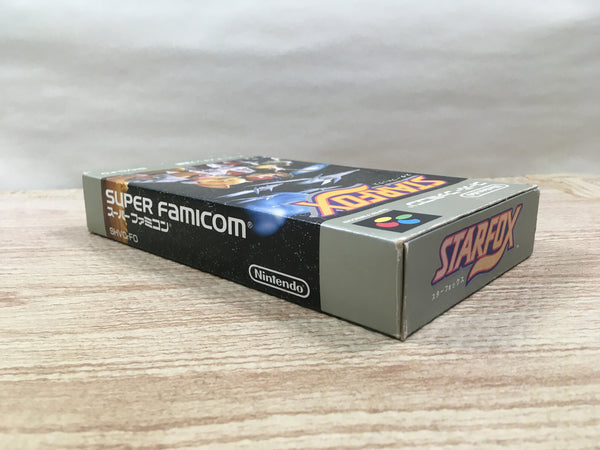 SUPER FAMICOM®
スーパーファミコン®
SHVC-FO
Nintendo®
STARFOX
STARFOX™
スターフォックス